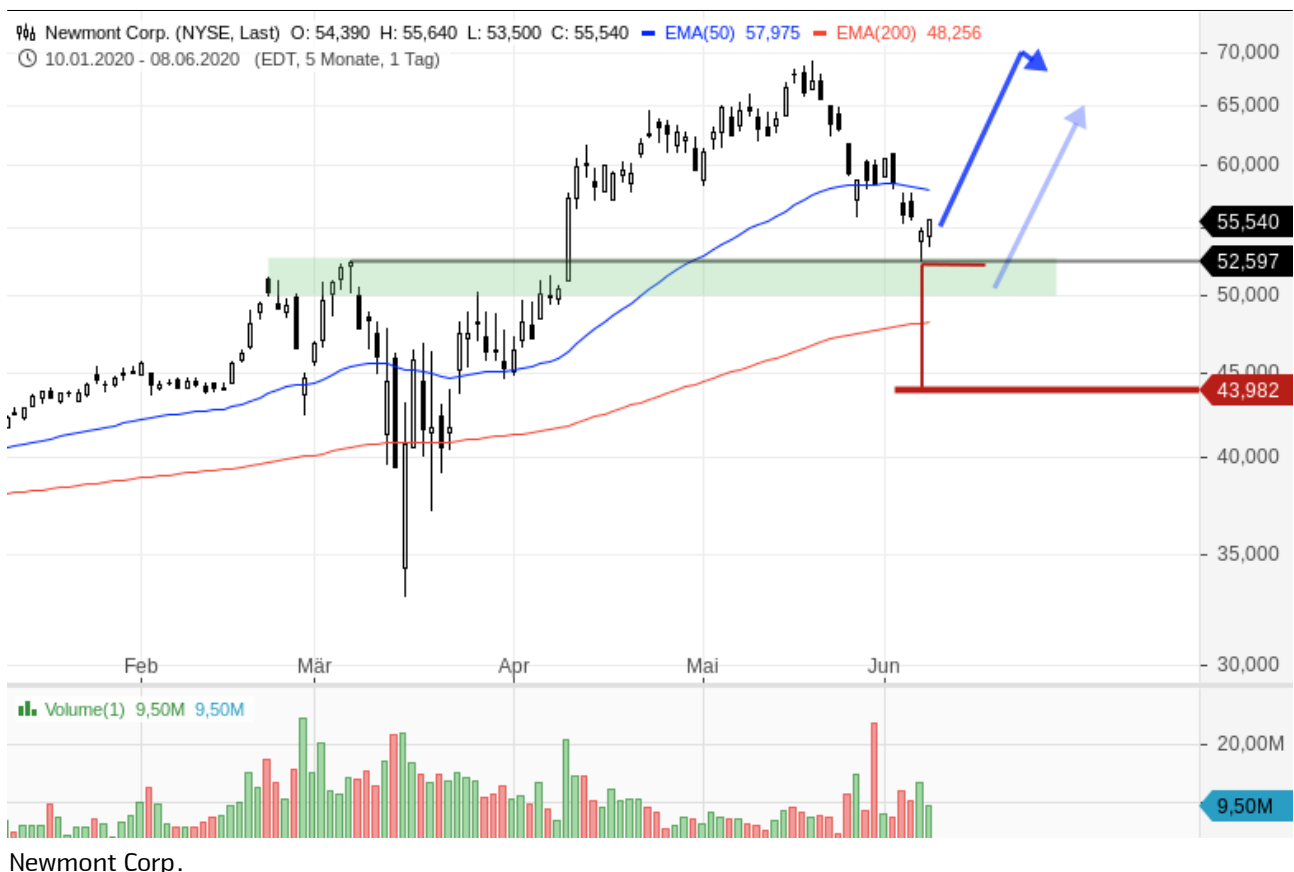 Newmont Corp. (NYSE, Last) O: 54,390 H: 55,640 L: 53,500 C: 55,540 EMA(50) 57,975 EMA(200) 48,256
10.01.2020 - 08.06.2020 (EDT, 5 Monate, 1 Tag)
70,000
65,000
60,000
55,540
52,597
50,000
45,000
43,982
40,000
35,000
30,000
Feb Mär Apr Mai Jun
Volume(1) 9,50M 9,50M
20,00M
9,50M
Newmont Corp.